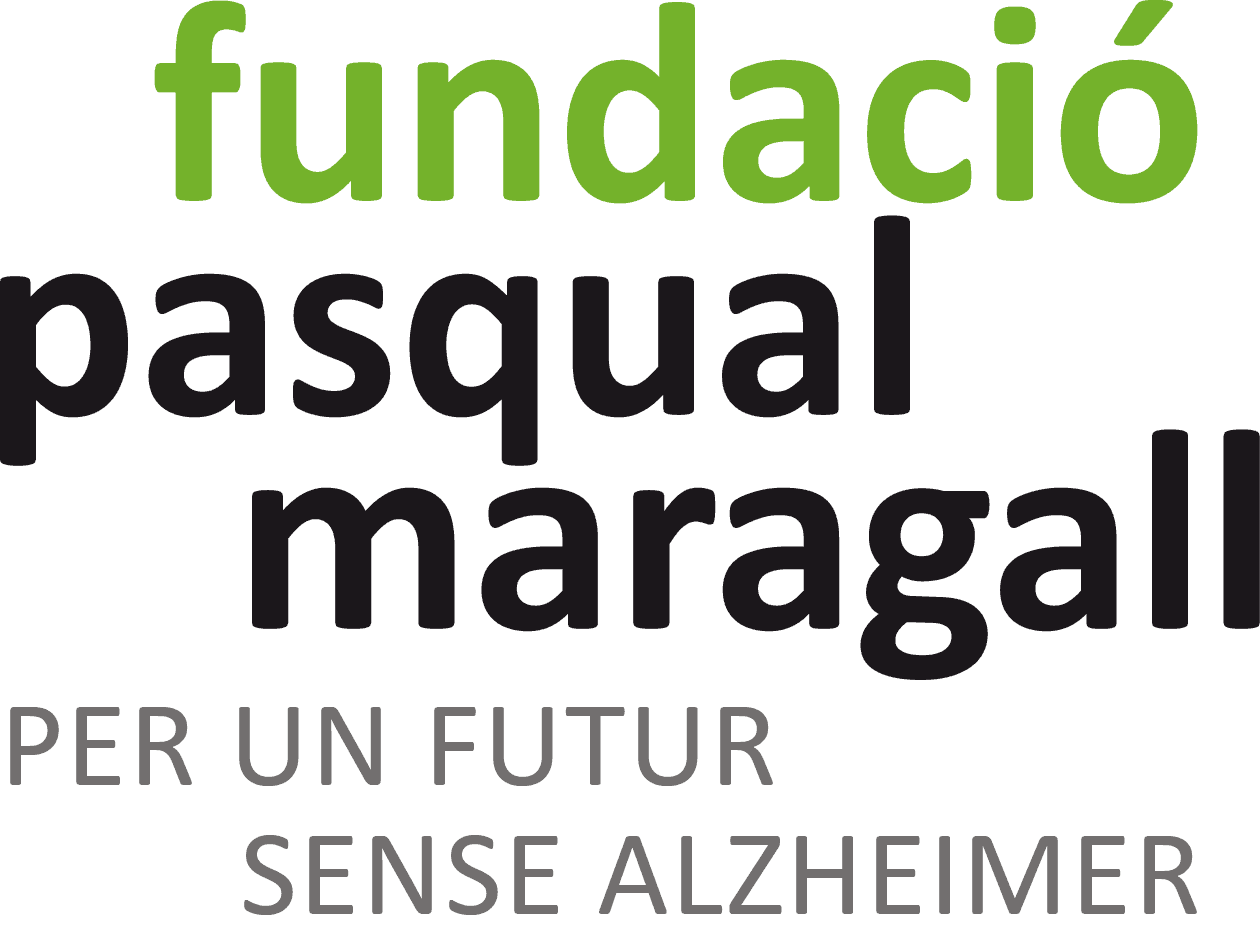 fundació
pasqual
maragall
PER UN FUTUR
SENSE ALZHEIMER